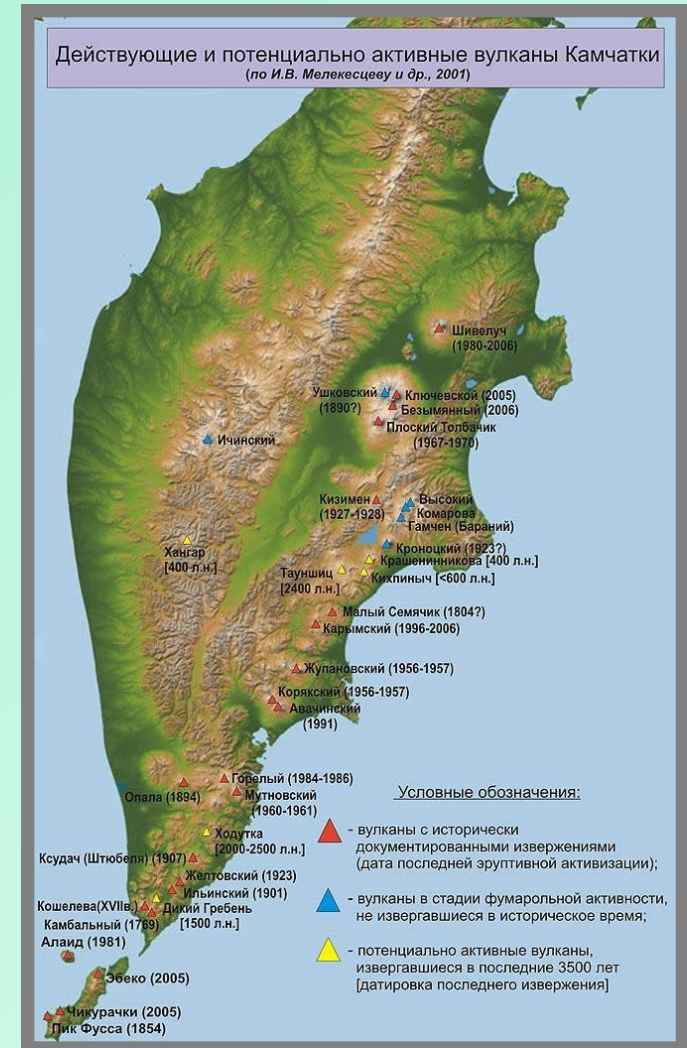 Действующие и потенциально активные вулканы Камчатки
(по И.В. Мелекесцеву и др., 2001)
Шивелуч
(1980-2006)
Ушковский
(1890?)
Ключевской (2005)
Безымянный (2006)
Плоский Толбачик
(1967-1970)
Ичинский
Кизимен
(1927-1928)
Высокий
Комарова
Гамчен (Бараний)
Кроноцкий (1923?)
Хангар
[400 л.н.]
Крашенинникова [400 л.н.]
Тауншиц
[2400 л.н.]
Кихпиныч [<600 л.н.]
Малый Семячик (1804?)
Карымский (1996-2006)
Жупановский (1956-1957)
Корякский (1956-1957)
Авачинский
(1991)
Горелый (1984-1986)
Опала (1894)
Мутновский
(1960-1961)
Ходутка
[2000-2500 л.н.]
Ксудач (Штюбеля) (1907)
Желтовский (1923)
Ильинский (1901)
Кошелева(XVIIв.)
Дикий Гребень
[1500 л.н.]
Камбальный (1769)
Алаид (1981)
Эбеко (2005)
Чикурачки (2005)
Пик Фусса (1854)
Условные обозначения:
- вулканы с исторически
документированными извержениями
(дата последней эруптивной активизации);
- вулканы в стадии фумарольной активности,
не извергавшиеся в историческое время;
- потенциально активные вулканы,
извергавшиеся в последние 3500 лет
[датировка последнего извержения]